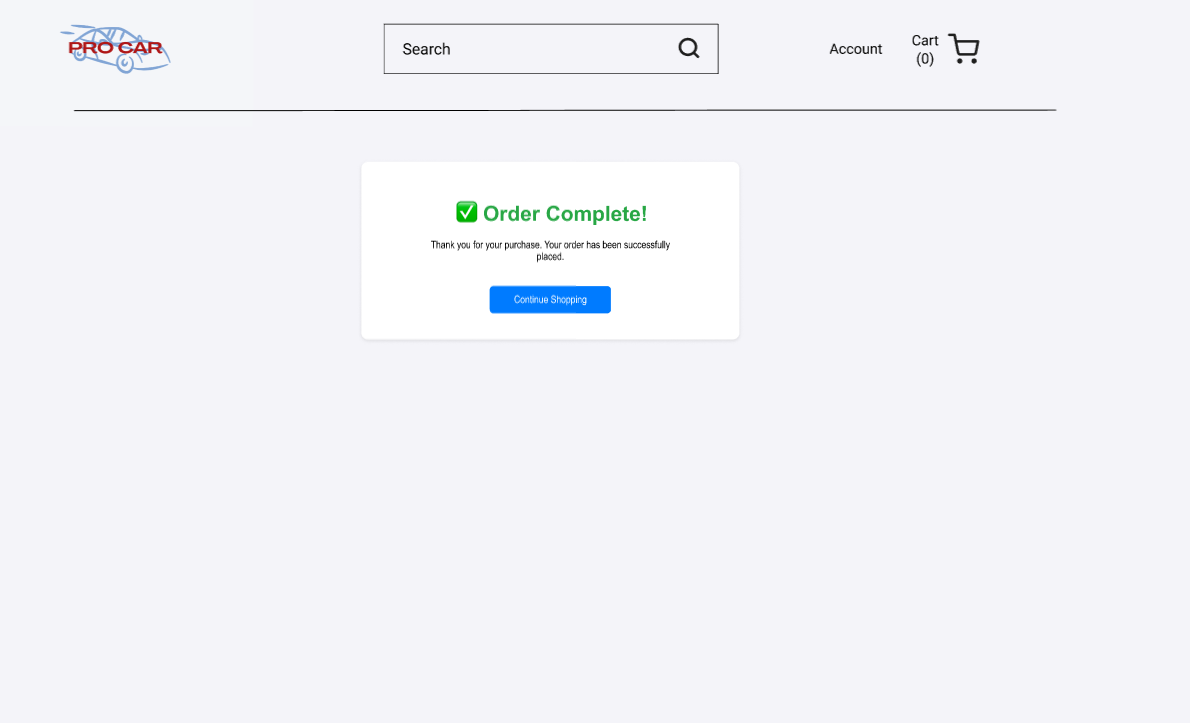 PRO CAR
Search
Account
Cart
(0)
✅ Order Complete!
Thank you for your purchase. Your order has been successfully
placed.
Continue Shopping